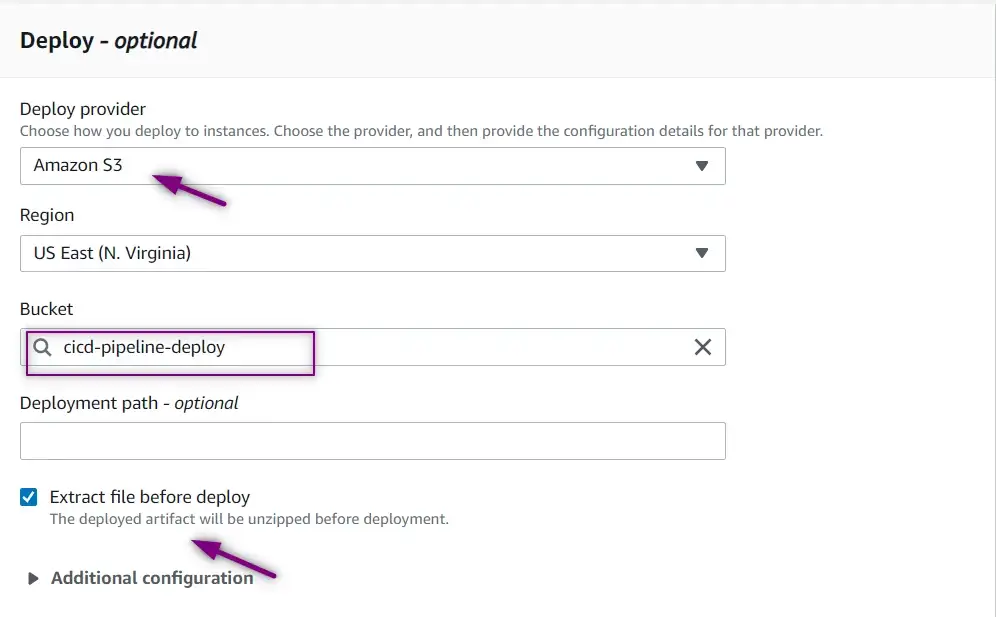 Deploy - optional
Deploy provider
Choose how you deploy to instances. Choose the provider, and then provide the configuration details for that provider.
Amazon S3
Region
US East (N. Virginia)
Bucket
cicd-pipeline-deploy
Deployment path - optional
Extract file before deploy
The deployed artifact will be unzipped before deployment.
Additional configuration